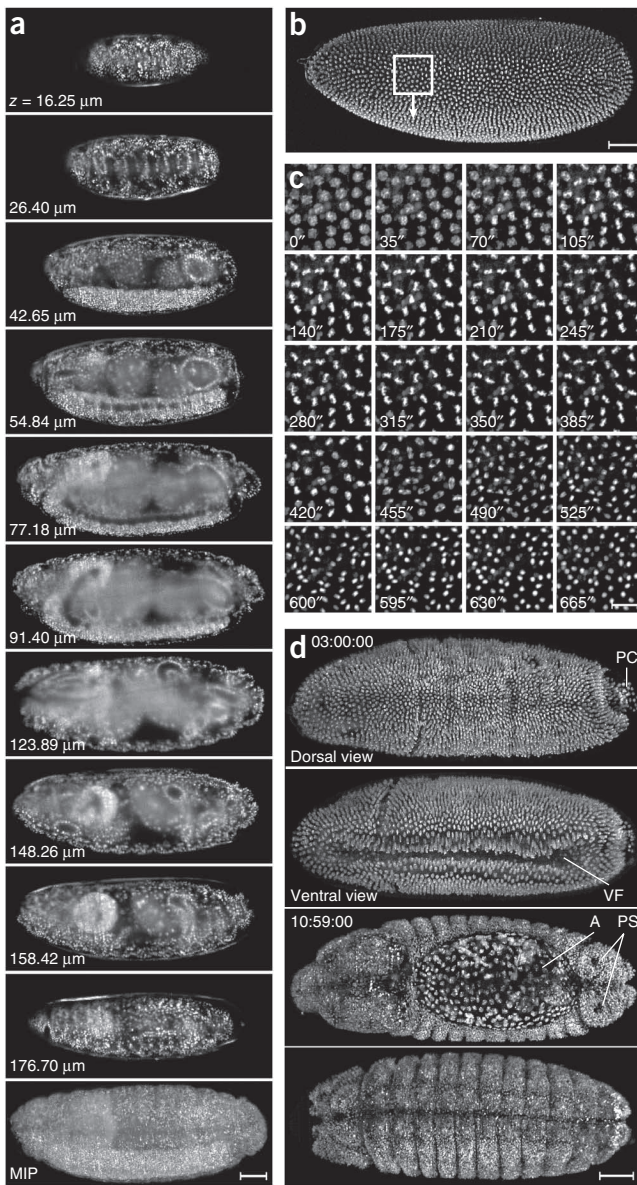 a
z = 16.25 μm
26.40 μm
42.65 μm
54.84 μm
77.18 μm
91.40 μm
123.89 μm
148.26 μm
158.42 μm
176.70 μm
MIP
b
c
0″ 35″ 70″ 105″
140″ 175″ 210″ 245″
280″ 315″ 350″ 385″
420″ 455″ 490″ 525″
600″ 595″ 630″ 665″
d
03:00:00
PC
Dorsal view
Ventral view
VF
10:59:00
A
PS